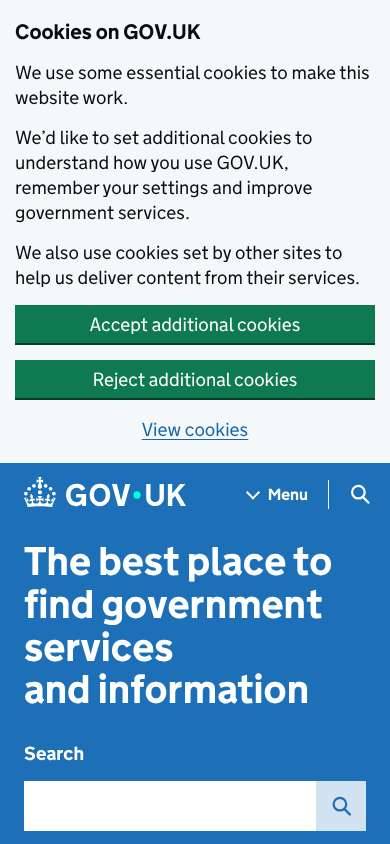 Cookies on GOV.UK
We use some essential cookies to make this
website work.
We’d like to set additional cookies to
understand how you use GOV.UK,
remember your settings and improve
government services.
We also use cookies set by other sites to
help us deliver content from their services.
Accept additional cookies
Reject additional cookies
View cookies
GOV•UK
Menu
The best place to
find government
services
and information
Search